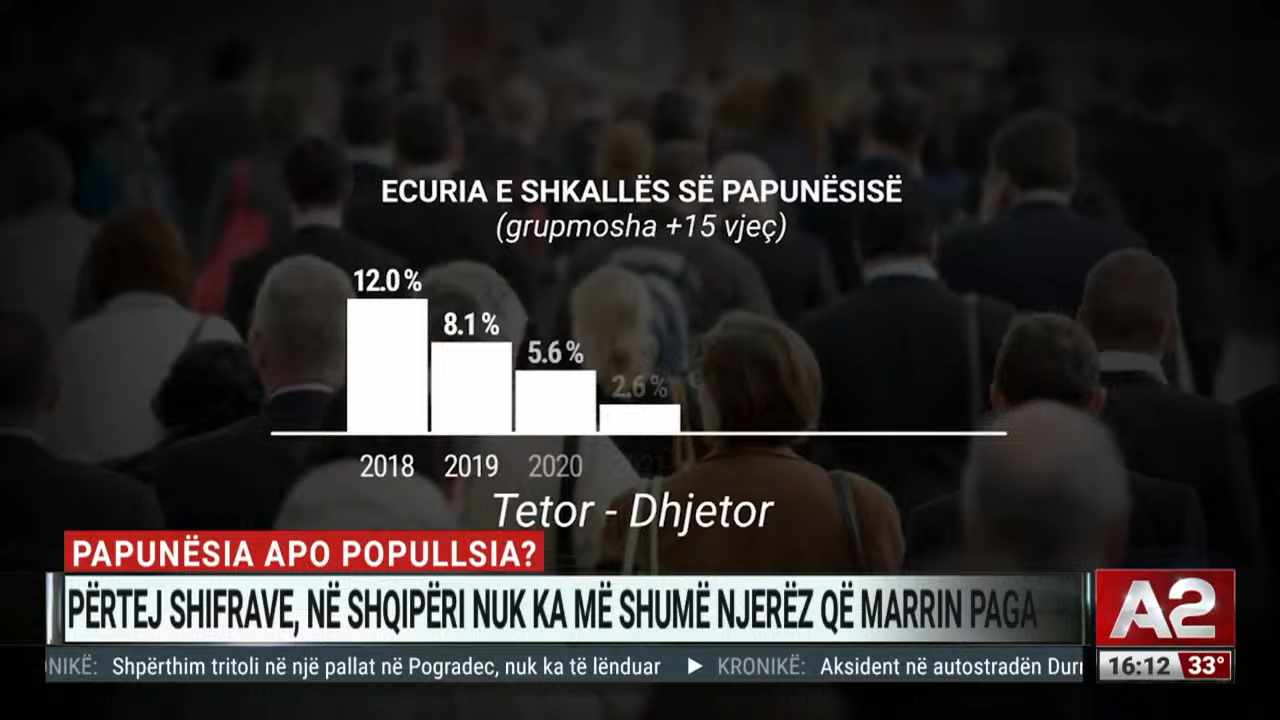 ECURIA E SHKALLËS SË PAPUNËSISË
(grupmosha +15 vjeç)
12.0 %
8.1 %
5.6 %
2.6 %
2018 2019 2020
Tetor - Dhjetor
PAPUNËSIA APO POPULLSIA?
PËRTEJ SHIFRAVE, NË SHQIPËRI NUK KA MË SHUMË NJERËZ QË MARRIN PAGA
A2
NIKË: Shpërthim tritoli në një pallat në Pogradec, nuk ka të lënduar ▶ KRONIKË: Aksident në autostradën Durr
16:12 33°